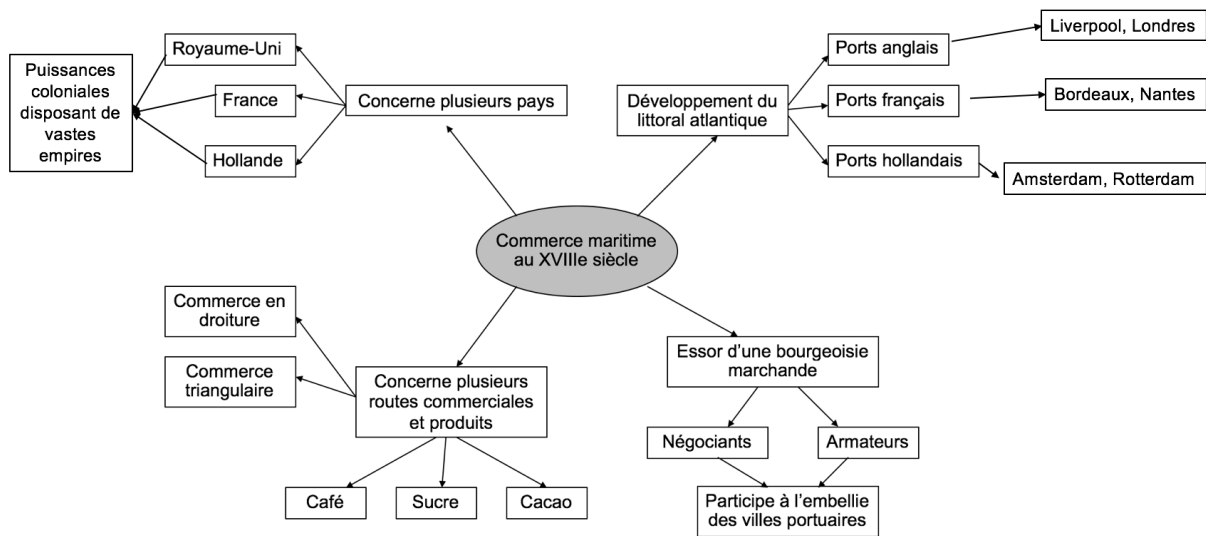 Puissances
coloniales
disposant de
vastes
empires
Royaume-Uni
France
Hollande
Concerne plusieurs pays
Développement du
littoral atlantique
Ports anglais
Ports français
Ports hollandais
Liverpool, Londres
Bordeaux, Nantes
Amsterdam, Rotterdam
Commerce maritime
au XVIIIe siècle
Commerce en
droiture
Commerce
triangulaire
Concerne plusieurs
routes commerciales
et produits
Café
Sucre
Cacao
Essor d’une bourgeoisie
marchande
Négociants
Armateurs
Participe à l’embellie
des villes portuaires